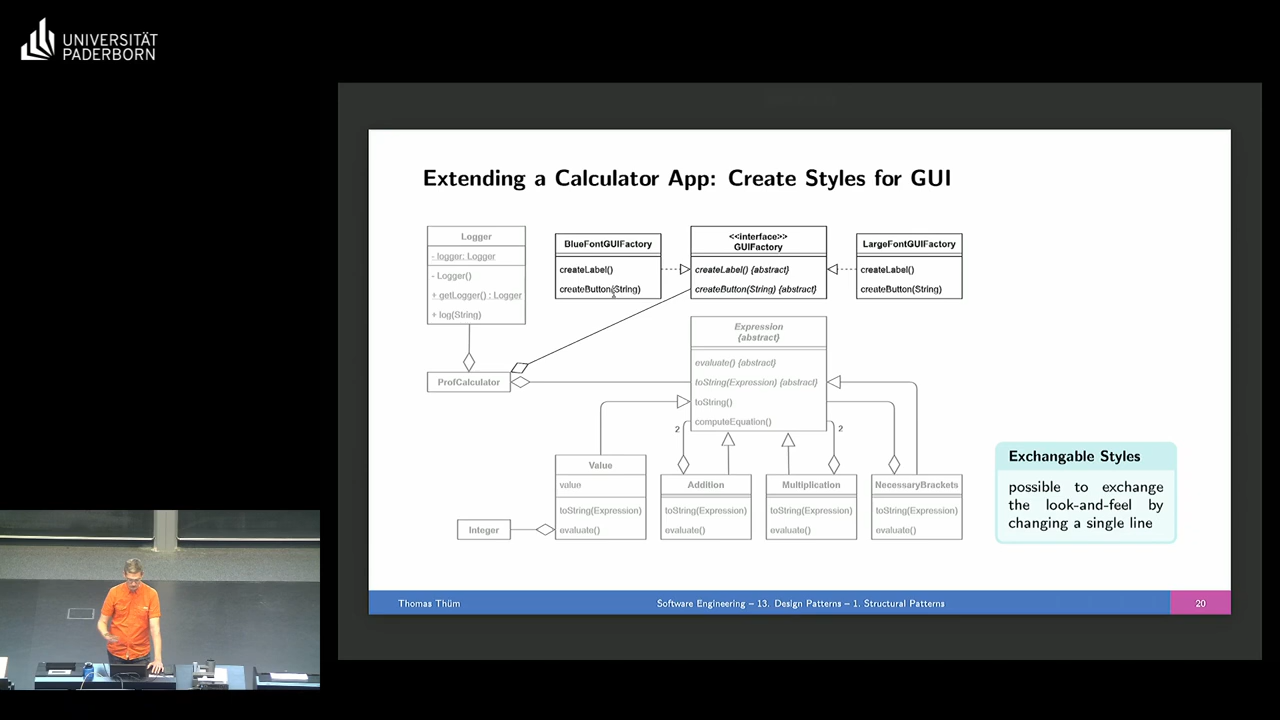 UNIVERSITÄT
PADERBORN
Extending a Calculator App: Create Styles for GUI
Logger
- logger: Logger
- Logger()
+ getLogger() : Logger
+ log(String)
BlueFontGUIFactory
createLabel()
createButton(String)
<<interface>>
GUIFactory
createLabel() {abstract}
createButton(String) {abstract}
LargeFontGUIFactory
createLabel()
createButton(String)
Expression
{abstract}
evaluate() {abstract}
toString(Expression) {abstract}
toString()
computeEquation()
ProfCalculator
2
2
Value
value
toString(Expression)
evaluate()
Addition
toString(Expression)
evaluate()
Multiplication
toString(Expression)
evaluate()
NecessaryBrackets
toString(Expression)
evaluate()
Integer
Exchangable Styles
possible to exchange
the look-and-feel by
changing a single line
Thomas Thüm
Software Engineering – 13. Design Patterns – 1. Structural Patterns
20